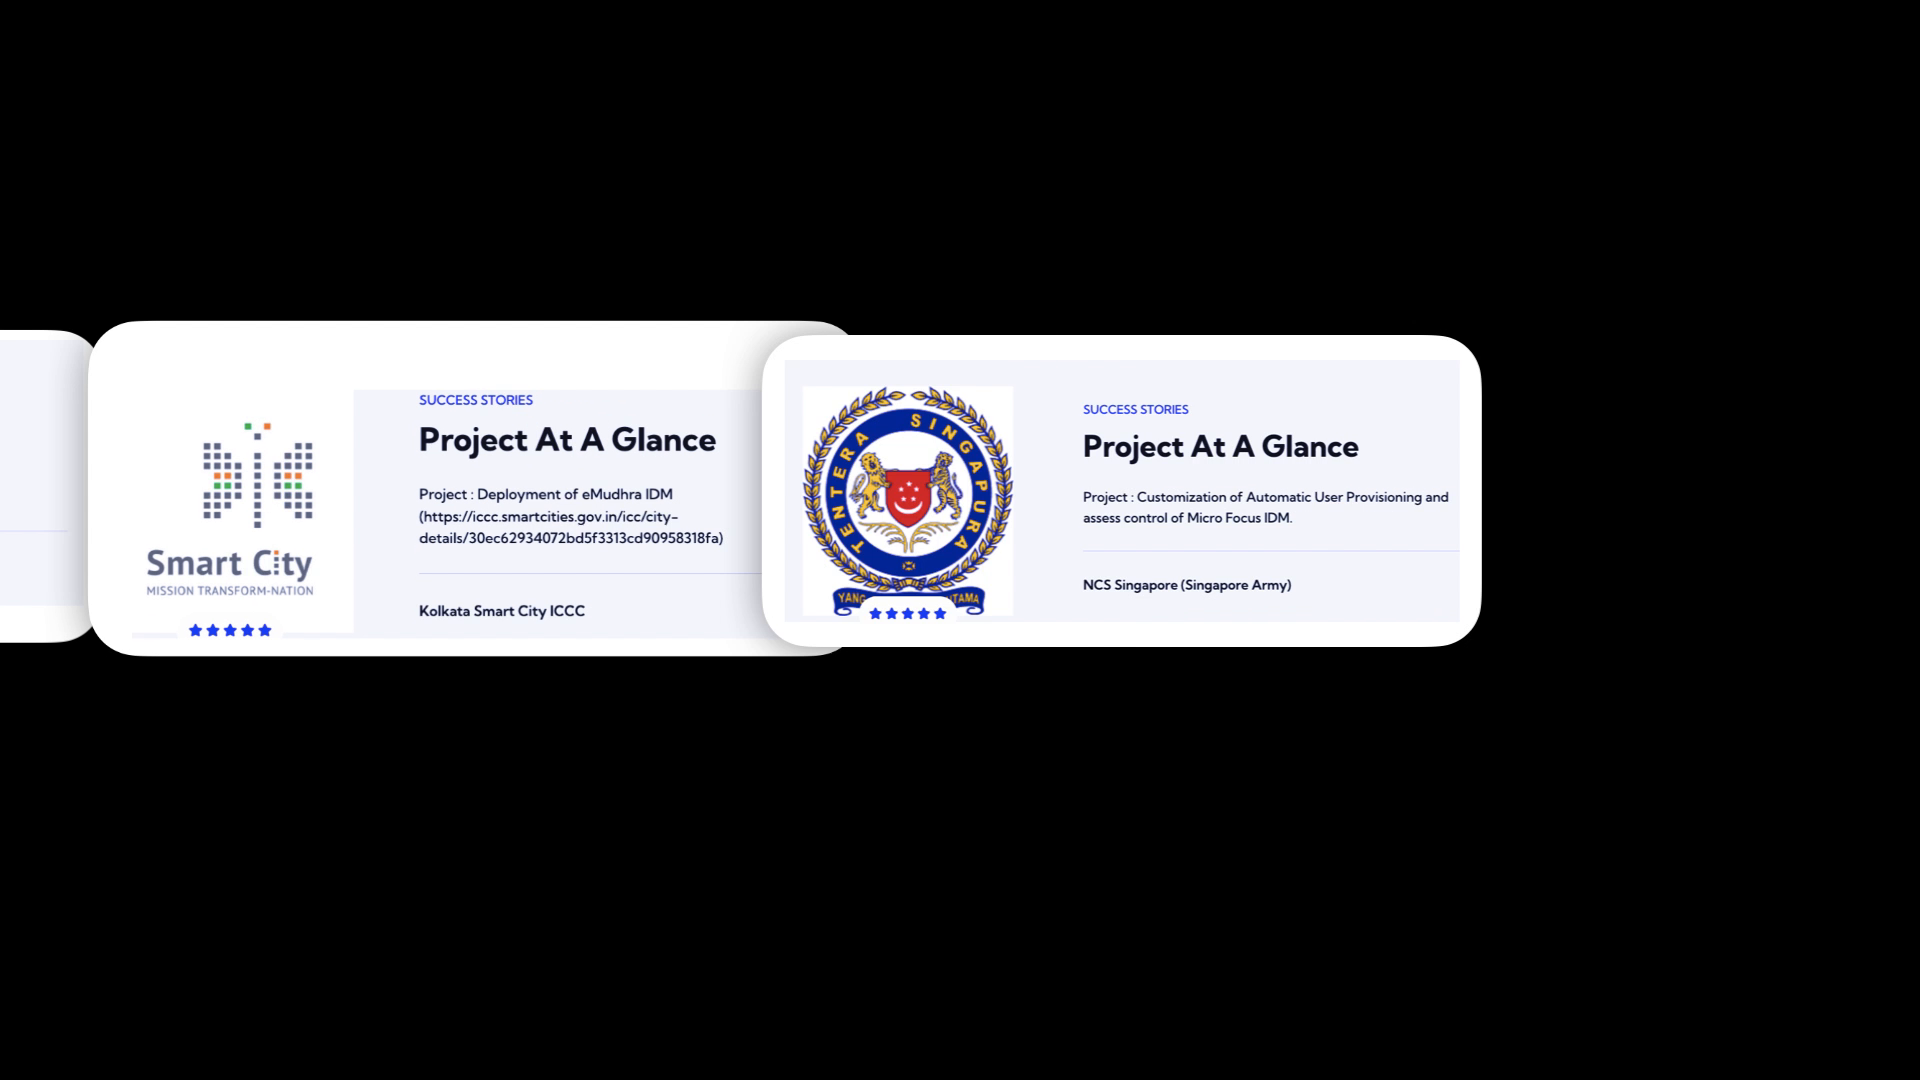 SUCCESS STORIES
Project At A Glance
Project : Deployment of eMudhra IDM
(https://iccc.smartcities.gov.in/icc/city-
details/30ec62934072bd5f3313cd90958318fa)
Kolkata Smart City ICCC
Smart City
MISSION TRANSFORM-NATION
SUCCESS STORIES
Project At A Glance
Project : Customization of Automatic User Provisioning and
assess control of Micro Focus IDM.
NCS Singapore (Singapore Army)
TENTERA SINGAPURA